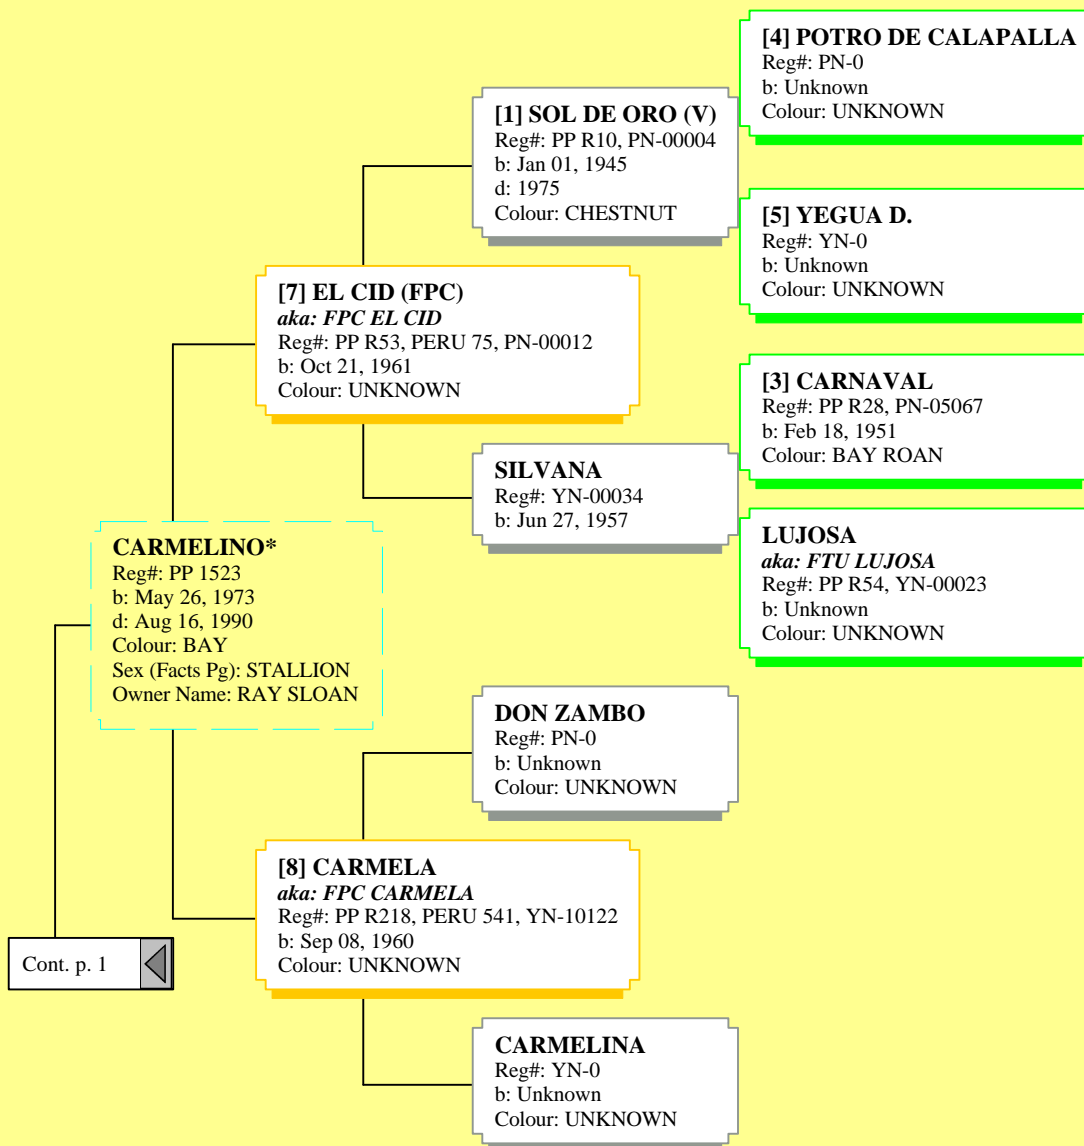 [4] POTRO DE CALAPALLA
Reg#: PN-0
b: Unknown
Colour: UNKNOWN
[1] SOL DE ORO (V)
Reg#: PP R10, PN-00004
b: Jan 01, 1945
d: 1975
Colour: CHESTNUT
[5] YEGUA D.
Reg#: YN-0
b: Unknown
Colour: UNKNOWN
[7] EL CID (FPC)
aka: FPC EL CID
Reg#: PP R53, PERU 75, PN-00012
b: Oct 21, 1961
Colour: UNKNOWN
[3] CARNAVAL
Reg#: PP R28, PN-05067
b: Feb 18, 1951
Colour: BAY ROAN
SILVANA
Reg#: YN-00034
b: Jun 27, 1957
LUJOSA
aka: FTU LUJOSA
Reg#: PP R54, YN-00023
b: Unknown
Colour: UNKNOWN
CARMELINO*
Reg#: PP 1523
b: May 26, 1973
d: Aug 16, 1990
Colour: BAY
Sex (Facts Pg): STALLION
Owner Name: RAY SLOAN
DON ZAMBO
Reg#: PN-0
b: Unknown
Colour: UNKNOWN
[8] CARMELA
aka: FPC CARMELA
Reg#: PP R218, PERU 541, YN-10122
b: Sep 08, 1960
Colour: UNKNOWN
Cont. p. 1
CARMELINA
Reg#: YN-0
b: Unknown
Colour: UNKNOWN